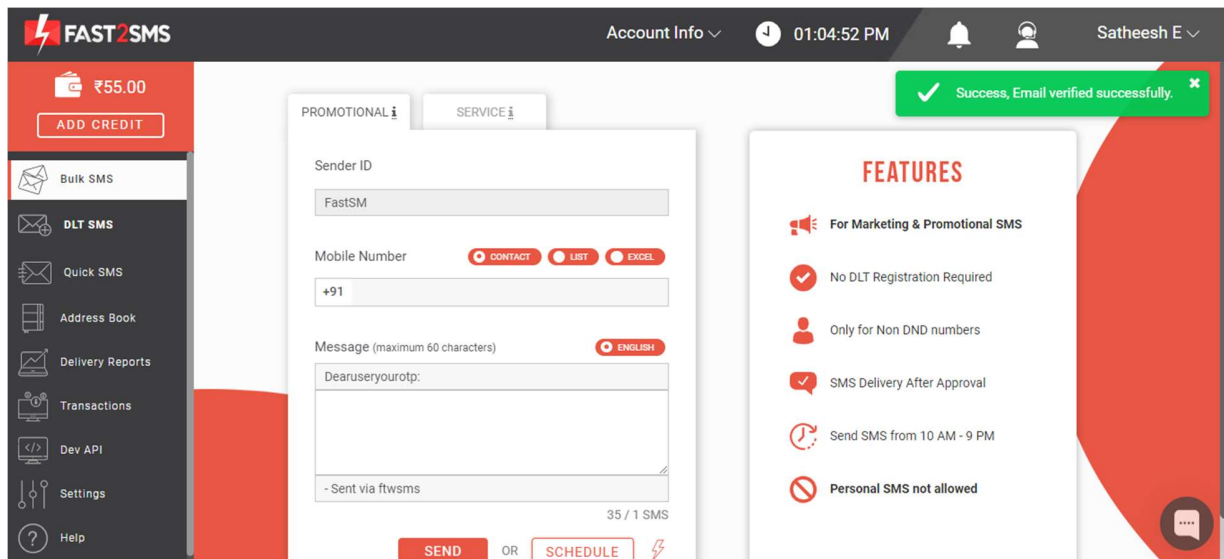 FAST2SMS
Account Info
01:04:52 PM
Satheesh E
₹55.00
ADD CREDIT
Bulk SMS
DLT SMS
Quick SMS
Address Book
Delivery Reports
Transactions
Dev API
Settings
Help
Success, Email verified successfully.
PROMOTIONAL i
SERVICE i
Sender ID
FastSM
Mobile Number
CONTACT
LIST
EXCEL
+91
Message (maximum 60 characters)
ENGLISH
Dearuseryourotp:
- Sent via ftwsms
35 / 1 SMS
SEND OR SCHEDULE
FEATURES
For Marketing & Promotional SMS
No DLT Registration Required
Only for Non DND numbers
SMS Delivery After Approval
Send SMS from 10 AM - 9 PM
Personal SMS not allowed